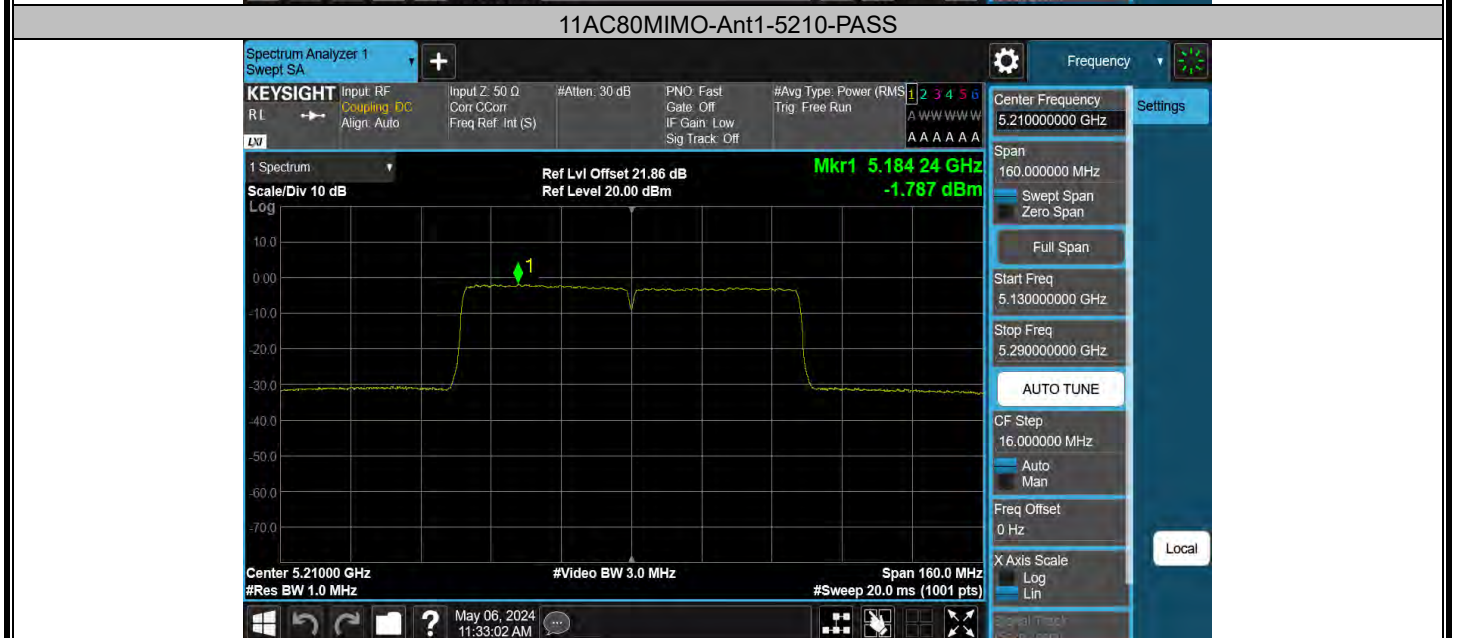 11AC80MIMO-Ant1-5210-PASS
Spectrum Analyzer 1
Swept SA
+
Frequency
KEYSIGHT
RL
LXI
Input: RF
Coupling: DC
Align: Auto
Input Z: 50 Ω
Corr CCorr
Freq Ref: Int (S)
#Atten: 30 dB
PNO: Fast
Gate: Off
IF Gain: Low
Sig Track: Off
#Avg Type: Power (RMS
Trig: Free Run
1 2 3 4 5 6
A W W W W W
A A A A A A
Center Frequency
5.210000000 GHz
Settings
Span
160.000000 MHz
Swept Span
Zero Span
Full Span
Start Freq
5.130000000 GHz
Stop Freq
5.290000000 GHz
AUTO TUNE
CF Step
16.000000 MHz
Auto
Man
Freq Offset
0 Hz
X Axis Scale
Log
Lin
Local
1 Spectrum
Scale/Div 10 dB
Log
Ref Lvl Offset 21.86 dB
Ref Level 20.00 dBm
Mkr1 5.184 24 GHz
-1.787 dBm
1
10.0
0.00
-10.0
-20.0
-30.0
-40.0
-50.0
-60.0
-70.0
Center 5.21000 GHz
#Res BW 1.0 MHz
#Video BW 3.0 MHz
Span 160.0 MHz
#Sweep 20.0 ms (1001 pts)
?
May 06, 2024
11:33:02 AM